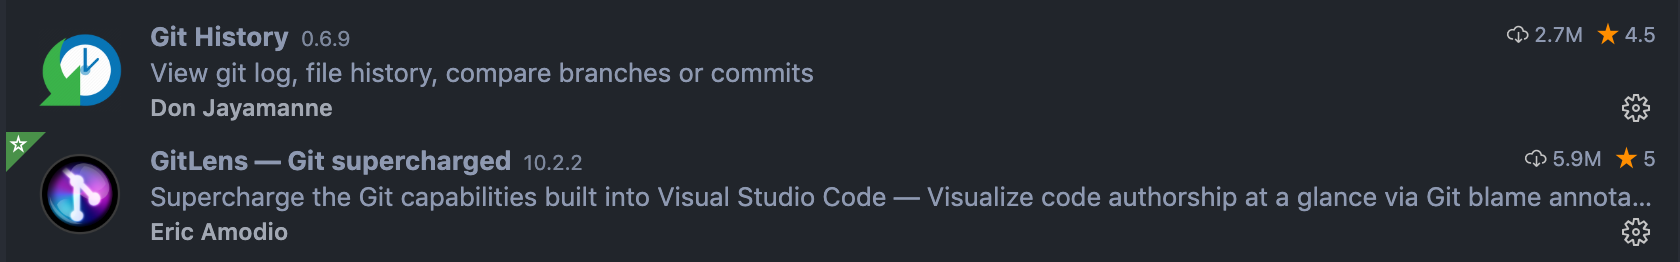 Git History 0.6.9 2.7M 4.5
View git log, file history, compare branches or commits
Don Jayamanne
GitLens — Git supercharged 10.2.2 5.9M 5
Supercharge the Git capabilities built into Visual Studio Code — Visualize code authorship at a glance via Git blame annota...
Eric Amodio